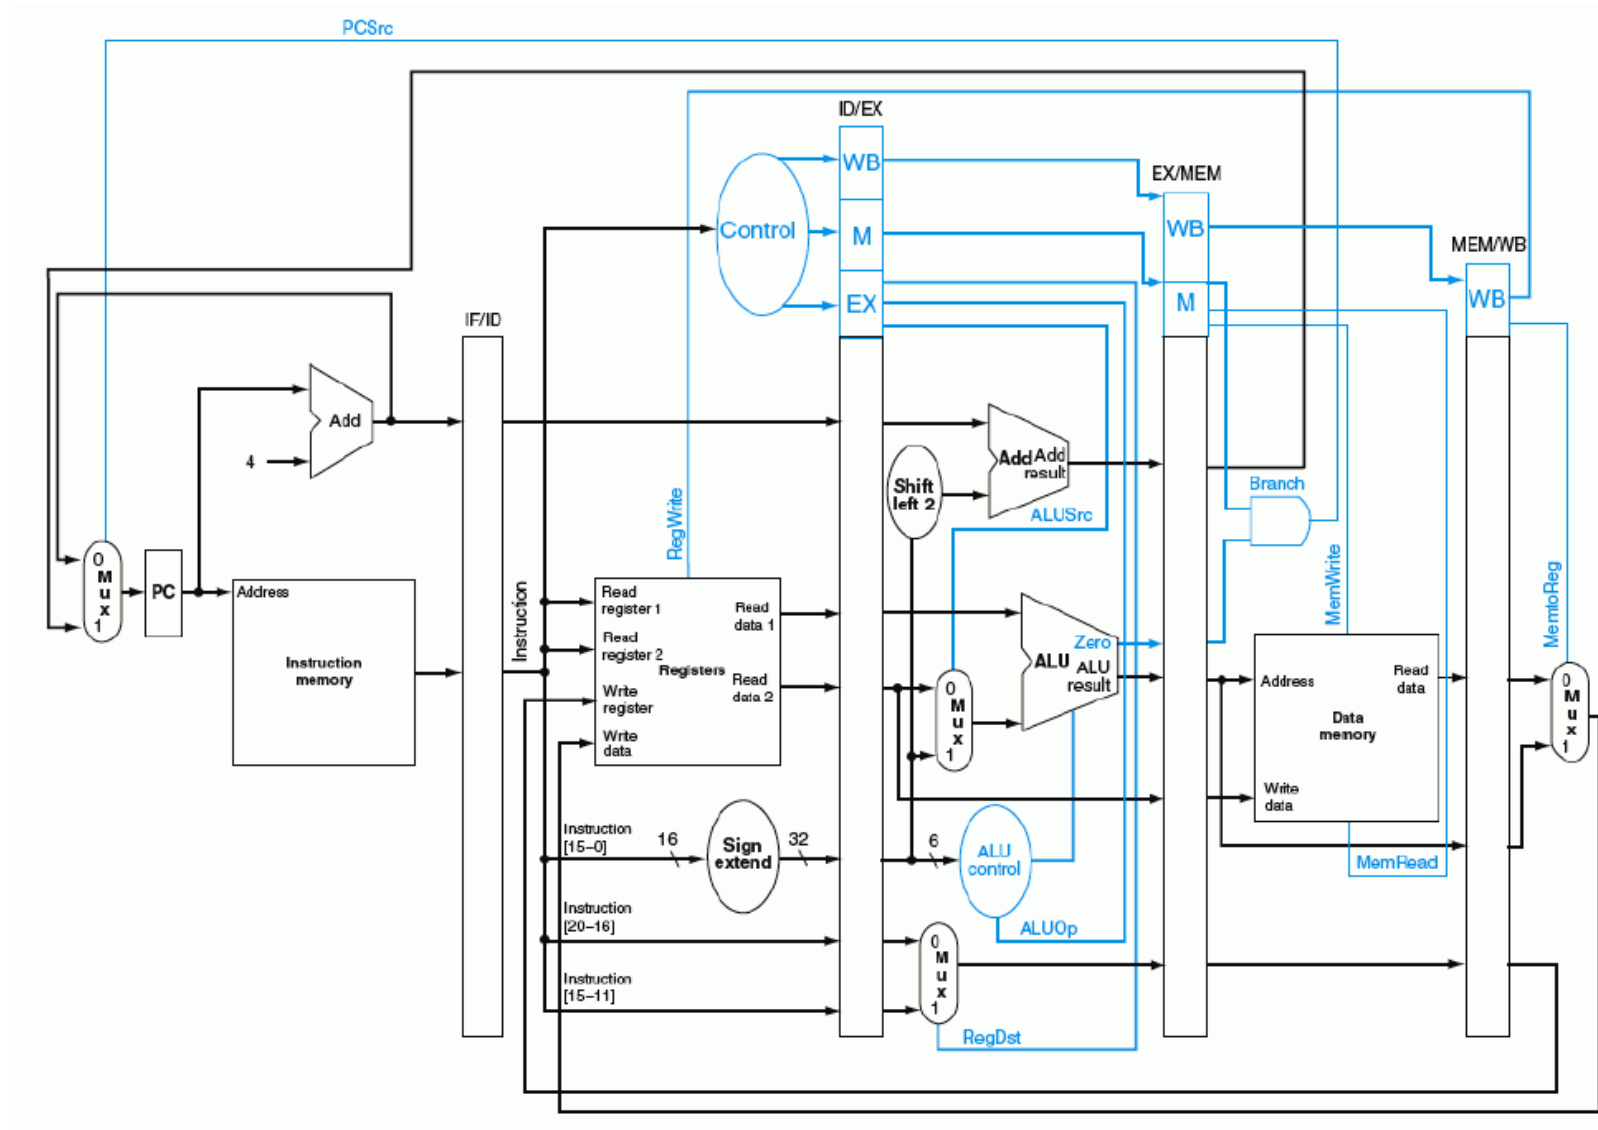 PCSrc
ID/EX
WB
EX/MEM
Control
M
WB
MEM/WB
EX
M
WB
IF/ID
Add
4
Add Add
result
Shift
left 2
Branch
ALUSrc
RegWrite
MemWrite
MemtoReg
Instruction
0
M
u
x
1
PC
Address
Instruction
memory
Read
register 1
Read
register 2
Registers
Write
register
Write
data
Read
data 1
Read
data 2
0
M
u
x
1
Zero
ALU
ALU
result
Address
Read
data
Data
memory
Write
data
0
M
u
x
1
Instruction
[15–0]
16
Sign
extend
32
6
ALU
control
MemRead
Instruction
[20–16]
ALUOp
0
M
u
x
1
Instruction
[15–11]
RegDst